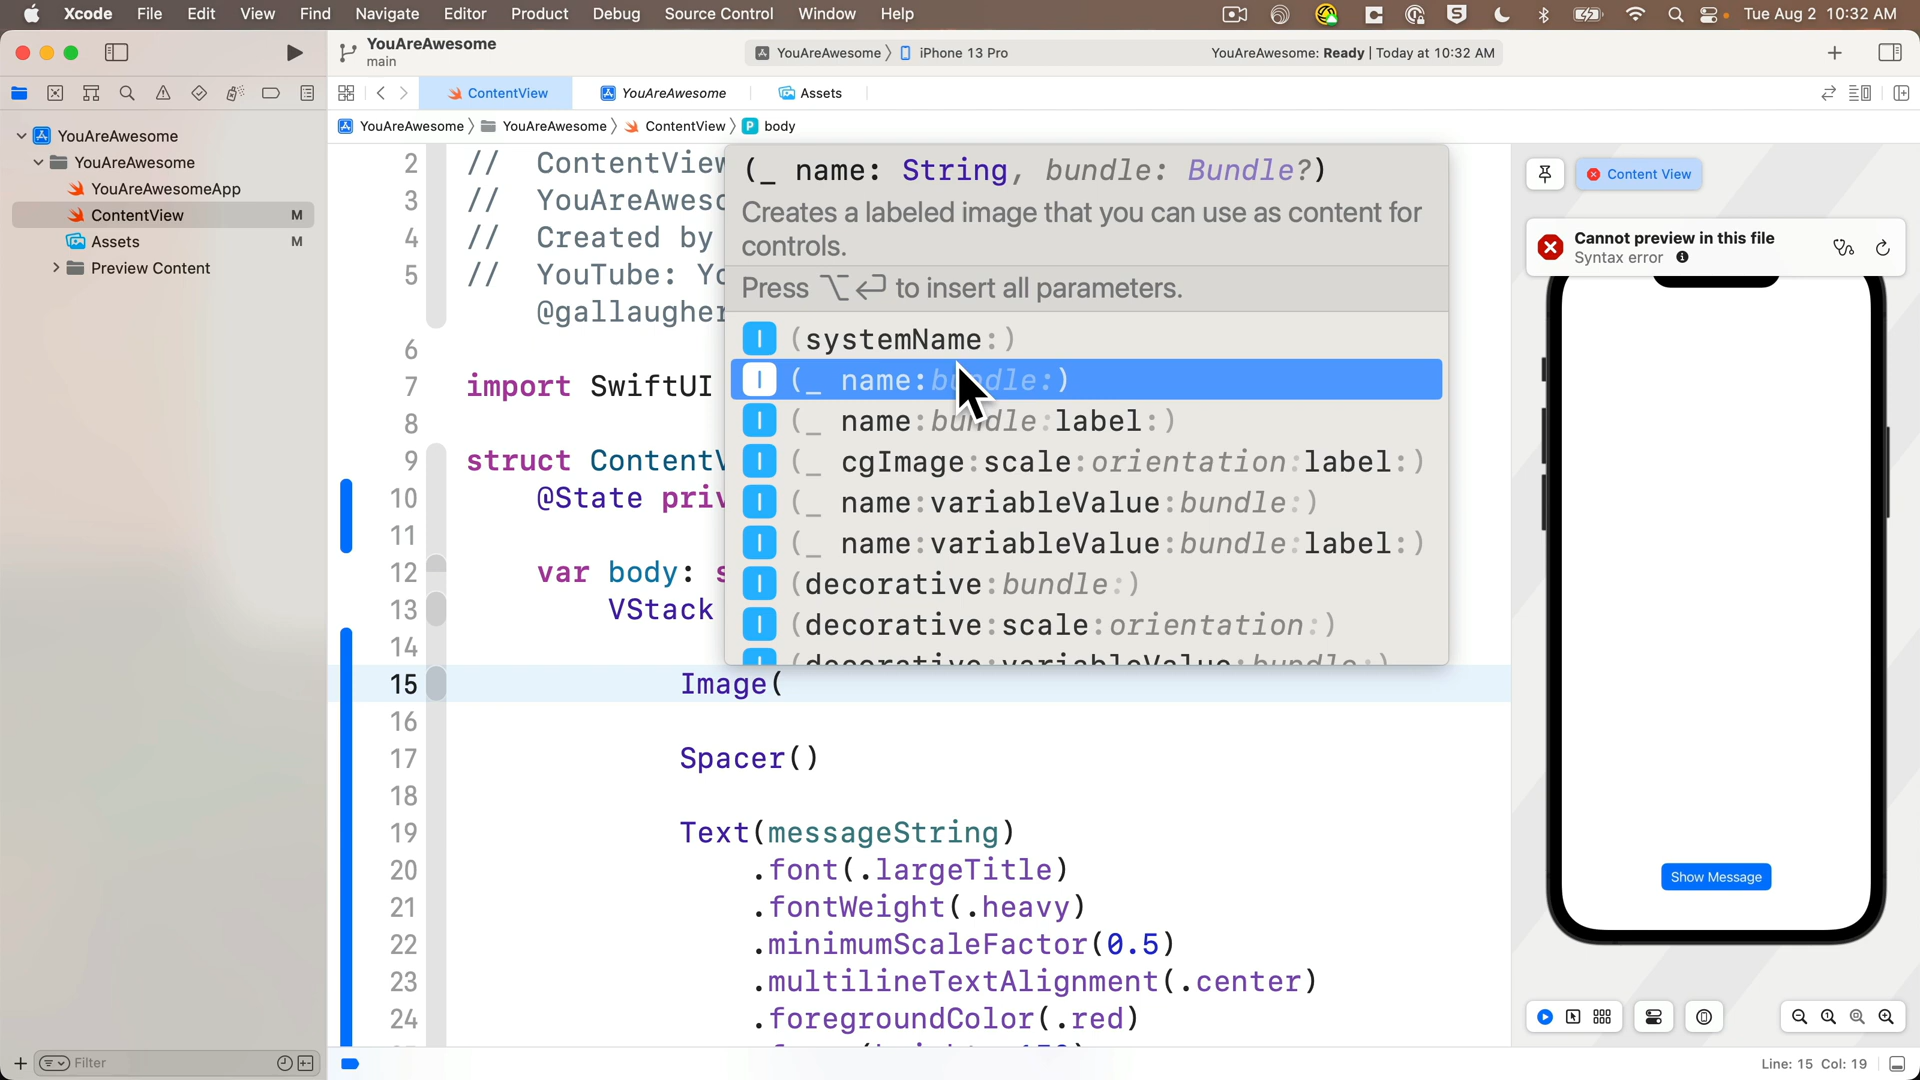 Xcode File Edit View Find Navigate Editor Product Debug Source Control Window Help
Tue Aug 2 10:32 AM
YouAreAwesome
main
YouAreAwesome 〉 iPhone 13 Pro
YouAreAwesome: Ready | Today at 10:32 AM
ContentView
YouAreAwesome
Assets
YouAreAwesome 〉 YouAreAwesome 〉 ContentView 〉 P body
YouAreAwesome
YouAreAwesome
YouAreAwesomeApp
ContentView M
Assets M
Preview Content
Filter
2 // ContentView
3 // YouAreAweso
4 // Created by
5 // YouTube: Yo
@gallaugher
6
7 import SwiftUI
8
9 struct ContentV
10 @State priv
11
12 var body: s
13 VStack
14
15 Image(
16
17 Spacer()
18
19 Text(messageString)
20 .font(.largeTitle)
21 .fontWeight(.heavy)
22 .minimumScaleFactor(0.5)
23 .multilineTextAlignment(.center)
24 .foregroundColor(.red)
(_ name: String, bundle: Bundle?)
Creates a labeled image that you can use as content for
controls.
Press ⌥⏎ to insert all parameters.
I (systemName:)
I (_ name:bundle:)
I (_ name:bundle:label:)
I (_ cgImage:scale:orientation:label:)
I (_ name:variableValue:bundle:)
I (_ name:variableValue:bundle:label:)
I (decorative:bundle:)
I (decorative:scale:orientation:)
I (decorative:variableValue:bundle:)
Content View
Cannot preview in this file
Syntax error
Show Message
Line: 15 Col: 19